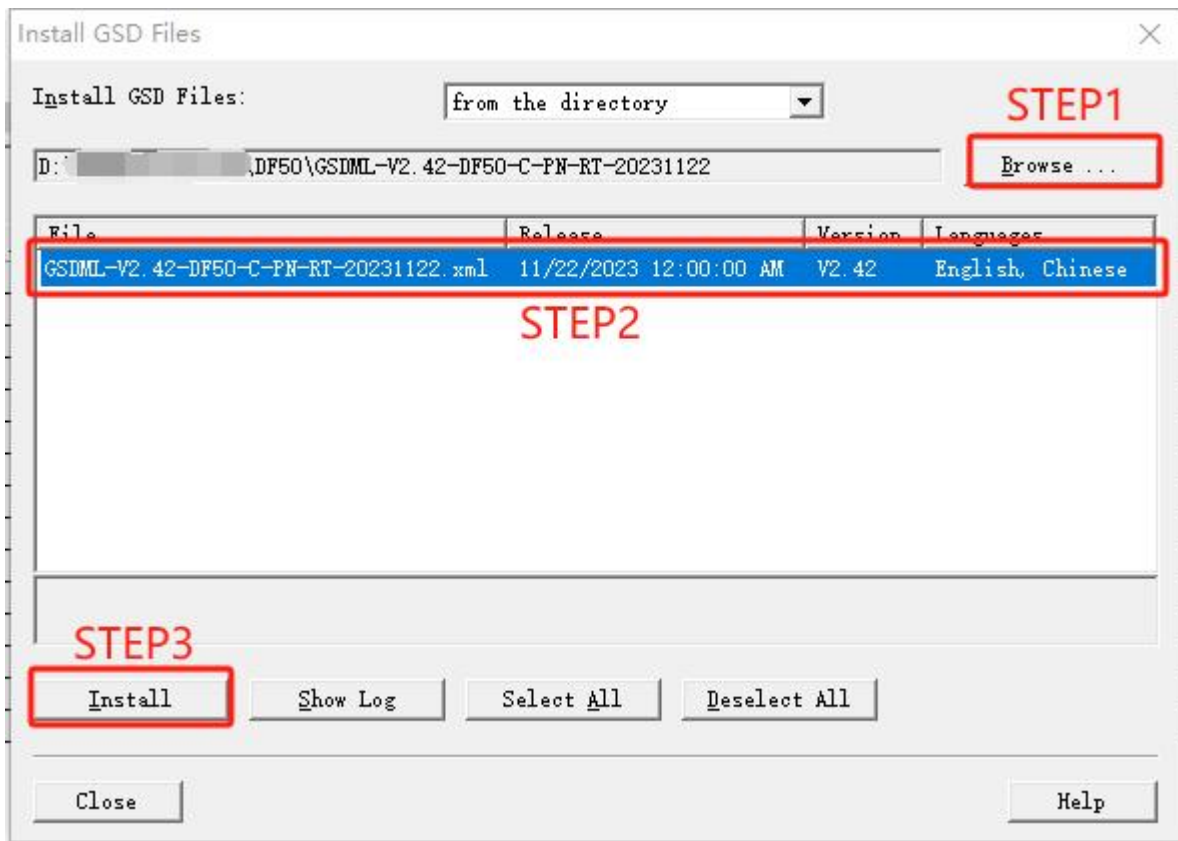 Install GSD Files
Install GSD Files:
from the directory
STEP1
D:\ \DF50\GSDML-V2.42-DF50-C-PN-RT-20231122
Browse ...
File Release Version Languages
GSDML-V2.42-DF50-C-PN-RT-20231122.xml 11/22/2023 12:00:00 AM V2.42 English, Chinese
STEP2
STEP3
Install Show Log Select All Deselect All
Close Help